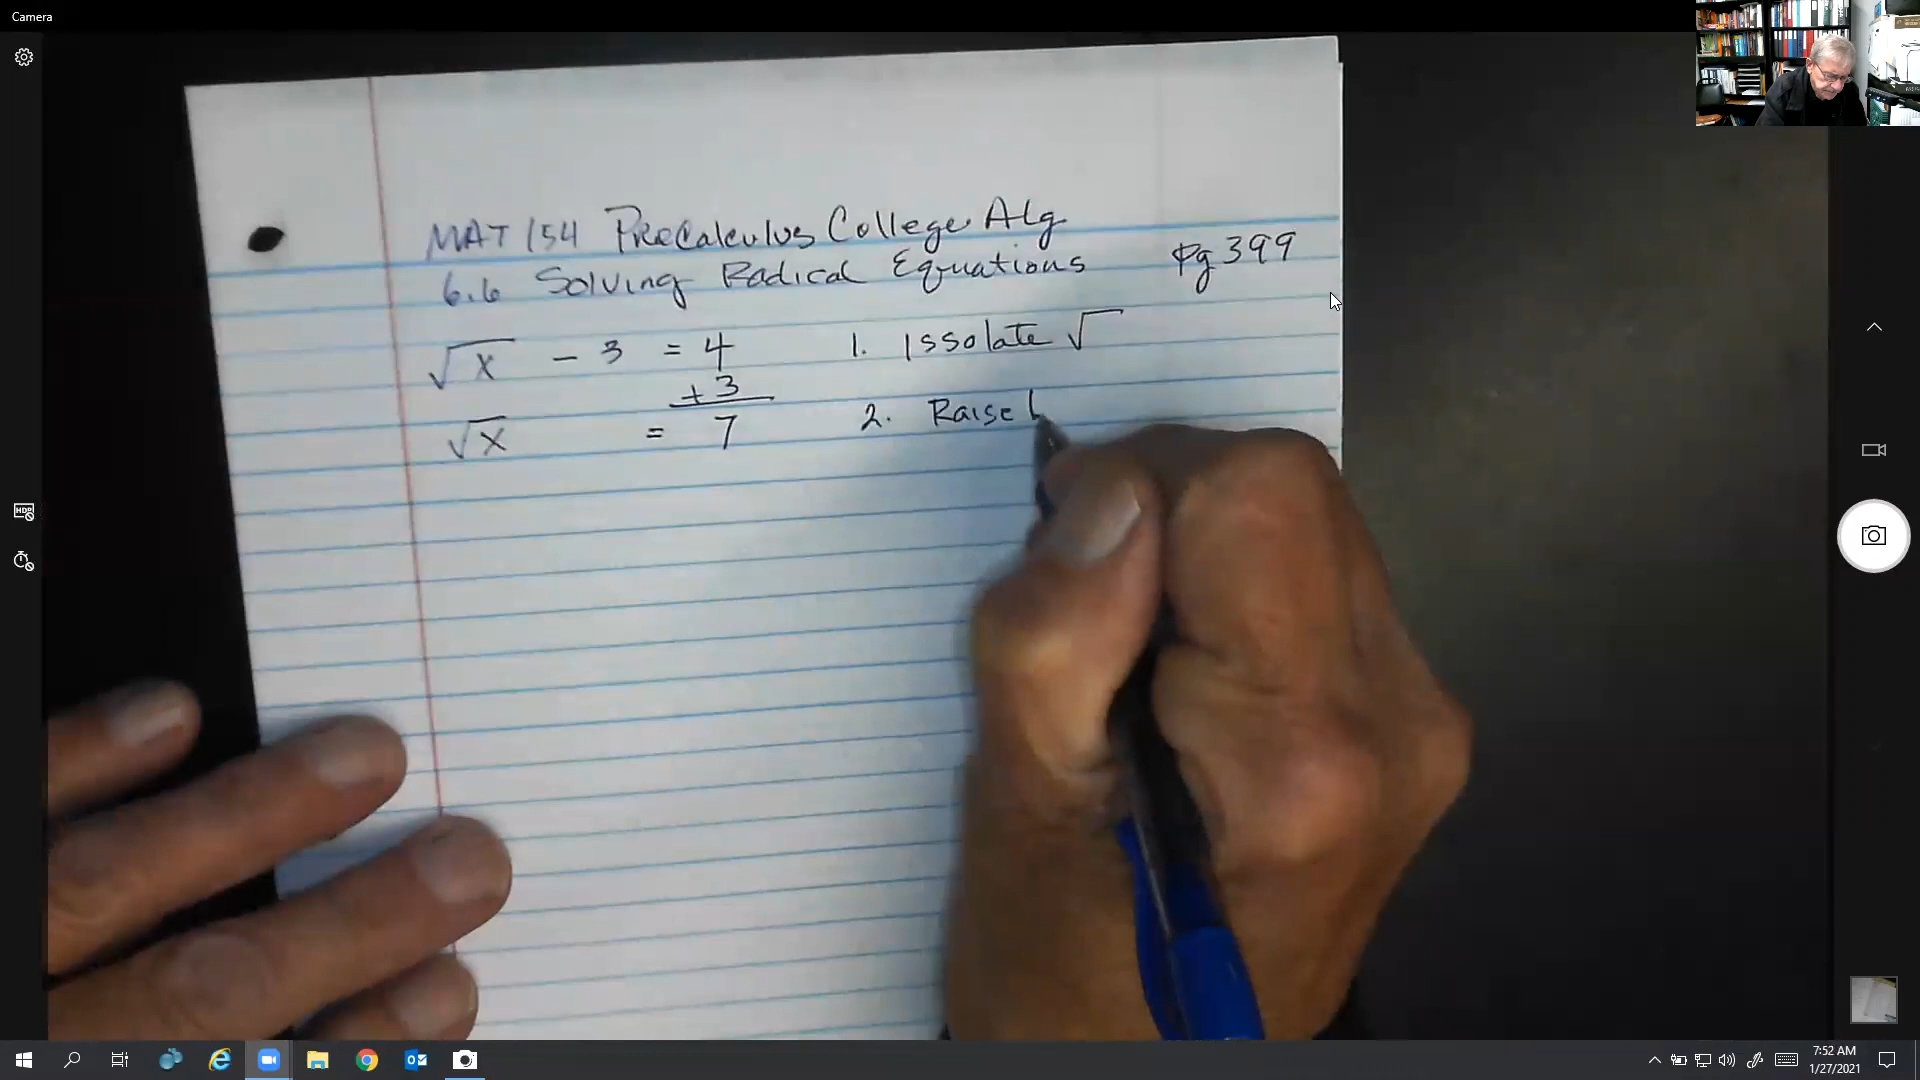 Camera
MAT 154 Precalculus College Alg
6.6 Solving Radical Equations pg 399
√x - 3 = 4 1. Issolate √
+3
√x = 7 2. Raise b
7:52 AM
1/27/2021